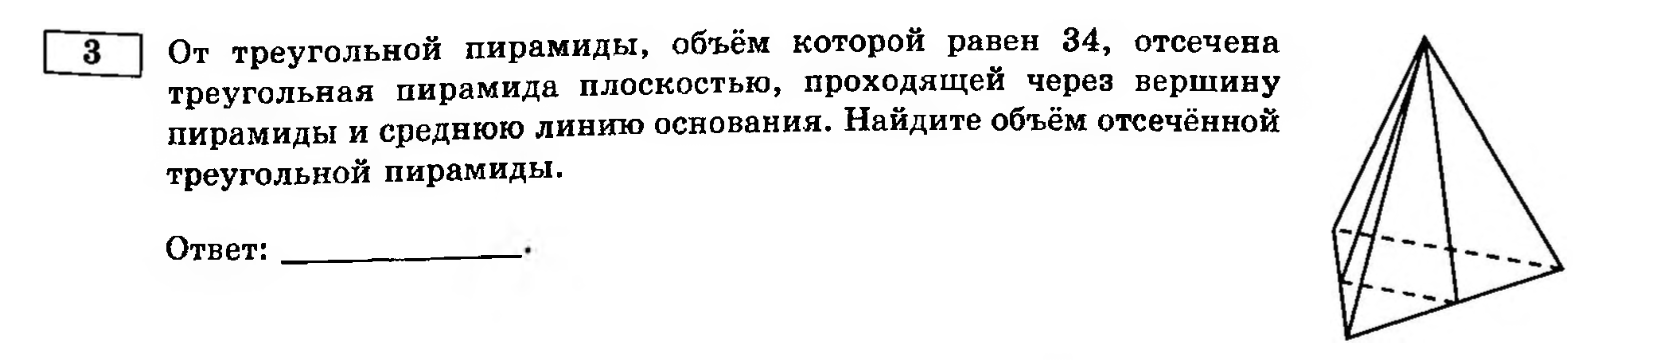 3
От треугольной пирамиды, объём которой равен 34, отсечена
треугольная пирамида плоскостью, проходящей через вершину
пирамиды и среднюю линию основания. Найдите объём отсечённой
треугольной пирамиды.
Ответ: ______________.